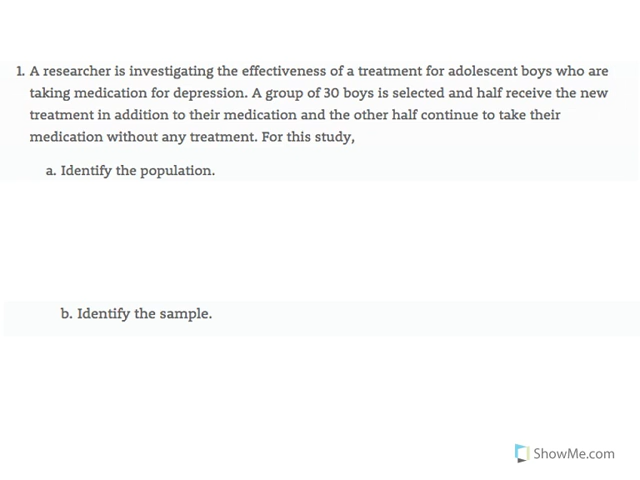 1. A researcher is investigating the effectiveness of a treatment for adolescent boys who are
taking medication for depression. A group of 30 boys is selected and half receive the new
treatment in addition to their medication and the other half continue to take their
medication without any treatment. For this study,
a. Identify the population.
b. Identify the sample.
ShowMe.com